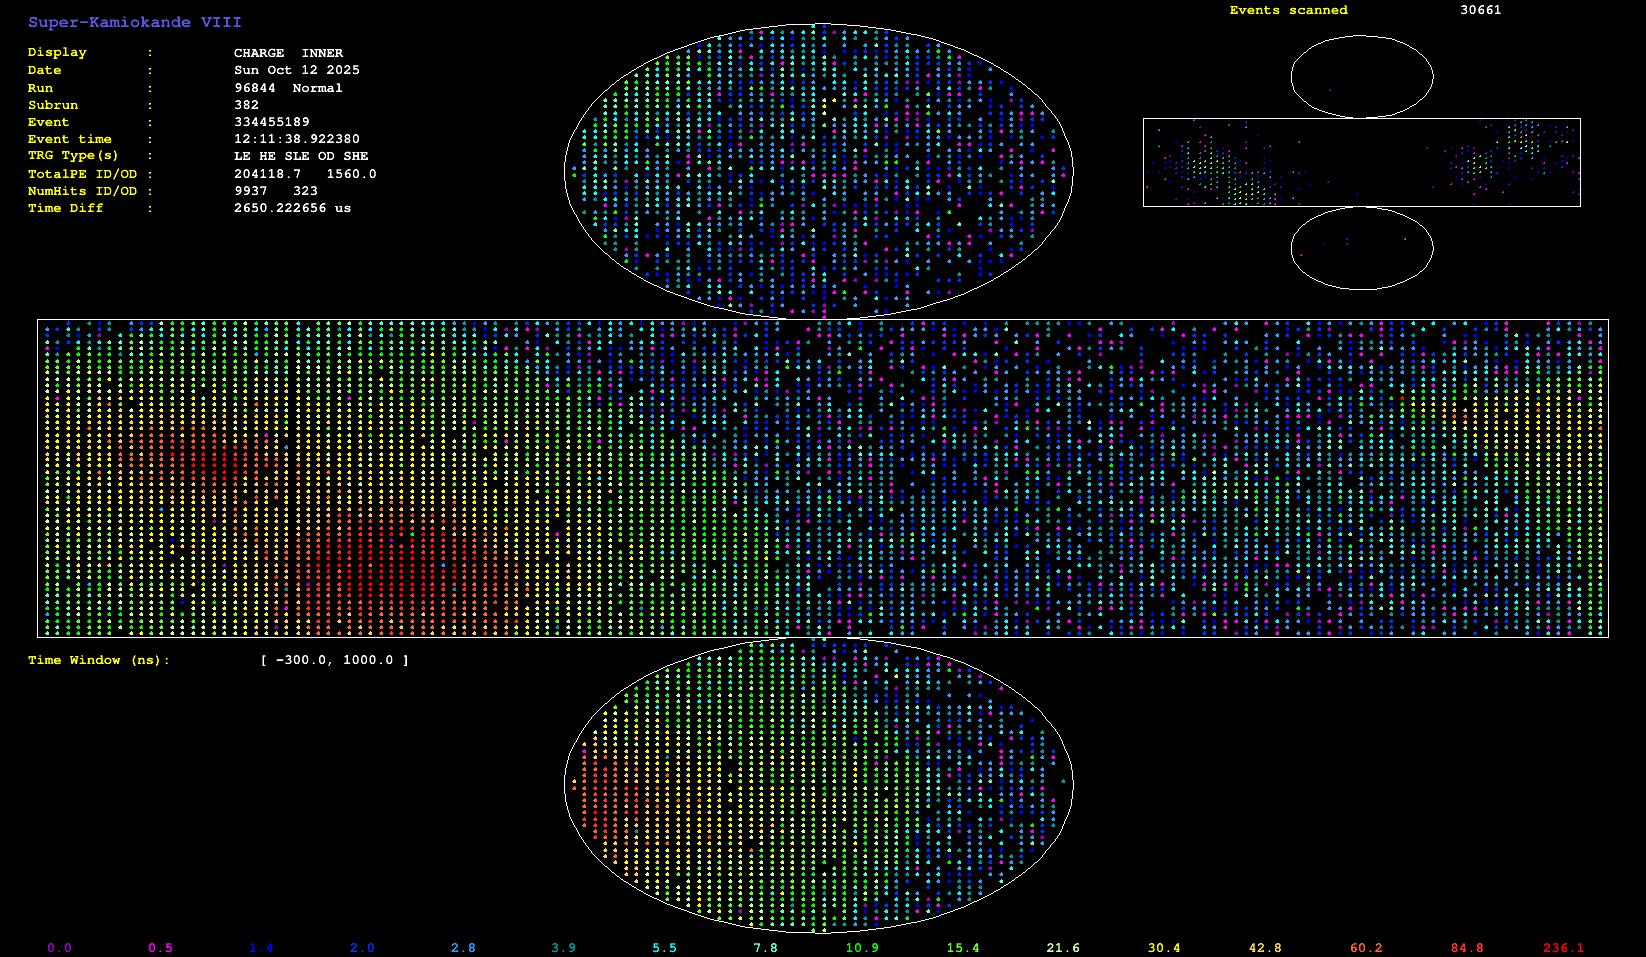 Super-Kamiokande VIII
Events scanned 30661
Display : CHARGE INNER
Date : Sun Oct 12 2025
Run : 96844 Normal
Subrun : 382
Event : 334455189
Event time : 12:11:38.922380
TRG Type(s) : LE HE SLE OD SHE
TotalPE ID/OD : 204118.7 1560.0
NumHits ID/OD : 9937 323
Time Diff : 2650.222656 us
Time Window (ns): [ -300.0, 1000.0 ]
0.0 0.5 1.4 2.0 2.8 3.9 5.5 7.8 10.9 15.4 21.6 30.4 42.8 60.2 84.8 236.1